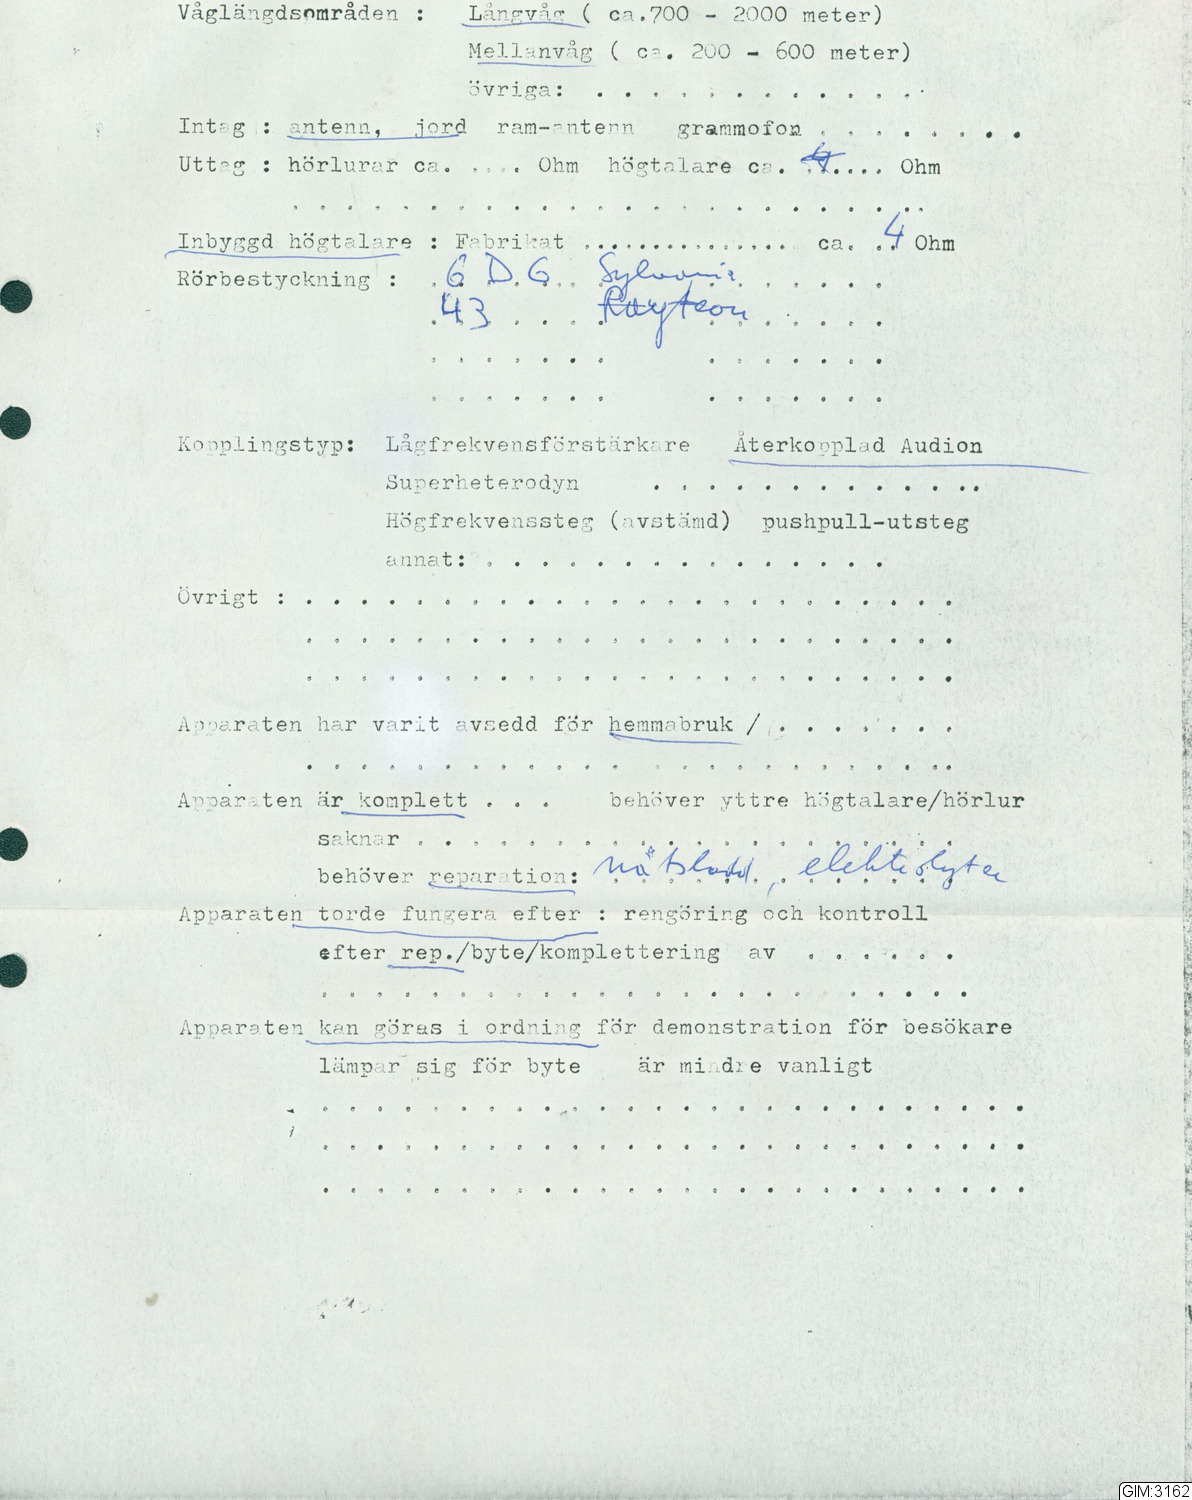 Våglängdsområden : Långvåg ( ca.700 - 2000 meter)
Mellanvåg ( ca. 200 - 600 meter)
övriga: . . . . . . . . . . . . .
Intag : antenn, jord ram-antenn grammofon . . . . . . . .
Uttag : hörlurar ca. .... Ohm högtalare ca. 4.... Ohm
. . . . . . . . . . . . . . . . . . . . . . . .
Inbyggd högtalare : Fabrikat ............... ca. ..4 Ohm
Rörbestyckning : 6 D G Sylvania
43 Rayteon
. . . . . . . . . . . . . .
. . . . . . . . . . . . . .
Kopplingstyp: Lågfrekvensförstärkare Återkopplad Audion
Superheterodyn . . . . . . . . . . . . .
Högfrekvenssteg (avstämd) pushpull-utsteg
annat: . . . . . . . . . . . . . . .
Övrigt : . . . . . . . . . . . . . . . . . . . . . . . .
. . . . . . . . . . . . . . . . . . . . . . . .
. . . . . . . . . . . . . . . . . . . . . . . .
Apparaten har varit avsedd för hemmabruk / . . . . . . .
. . . . . . . . . . . . . . . . . . . . . . . .
Apparaten är komplett . . . behöver yttre högtalare/hörlur
saknar . . . . . . . . . . . . . . . . . . . .
behöver reparation: nätsladd, elektrolyter
Apparaten torde fungera efter : rengöring och kontroll
efter rep./byte/komplettering av . . . . . .
. . . . . . . . . . . . . . . . . . . . . . .
Apparaten kan göras i ordning för demonstration för besökare
lämpar sig för byte är mindre vanligt
. . . . . . . . . . . . . . . . . . . . . . . . . .
. . . . . . . . . . . . . . . . . . . . . . . . . .
. . . . . . . . . . . . . . . . . . . . . . . . . .
GIM:3162